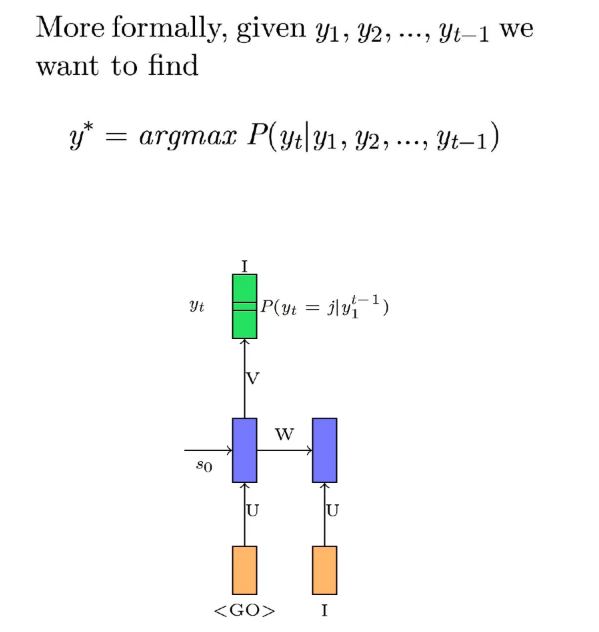 More formally, given y₁, y₂, ..., yₜ₋₁ we
want to find
y* = argmax P(yₜ|y₁, y₂, ..., yₜ₋₁)
I
yₜ P(yₜ = j|y₁ᵗ⁻¹)
V
W
s₀
U U
<GO> I